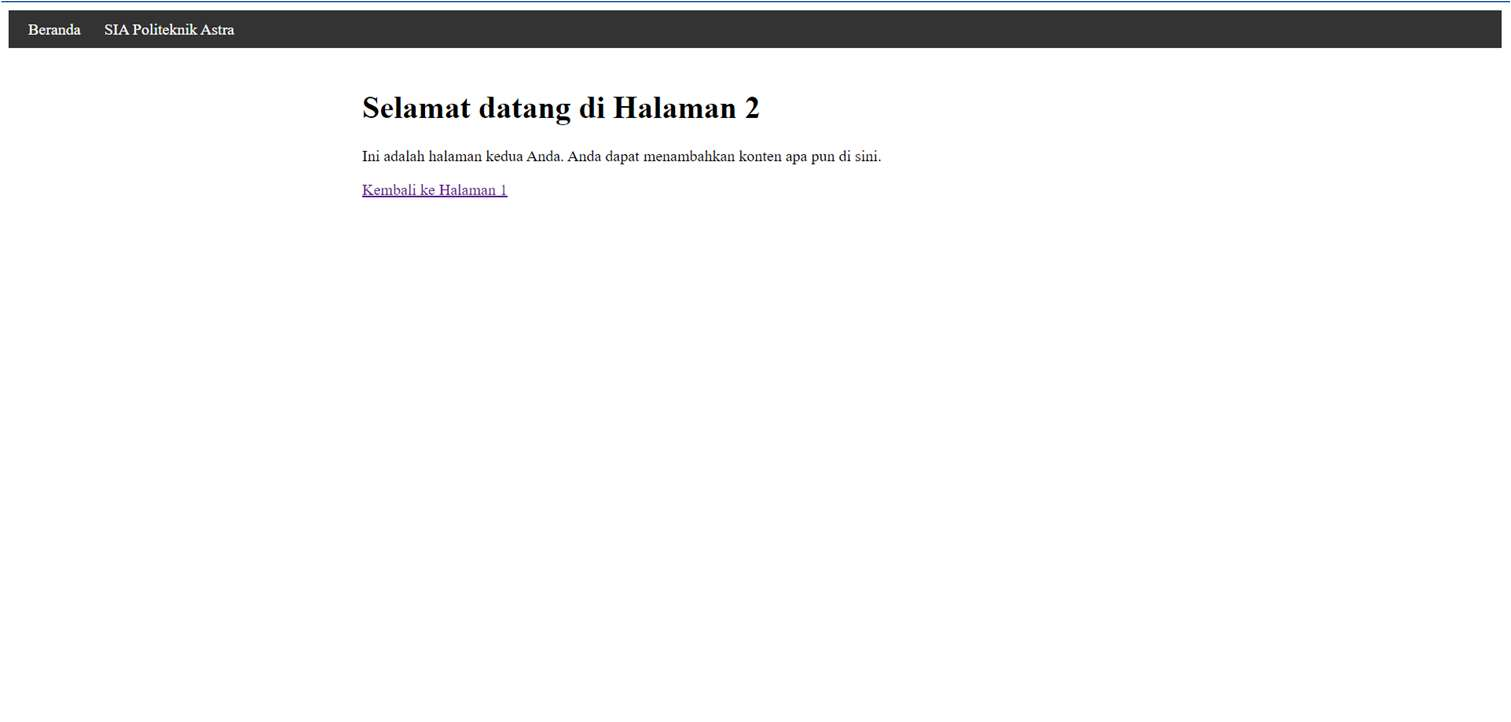 Beranda SIA Politeknik Astra
Selamat datang di Halaman 2
Ini adalah halaman kedua Anda. Anda dapat menambahkan konten apa pun di sini.
Kembali ke Halaman 1